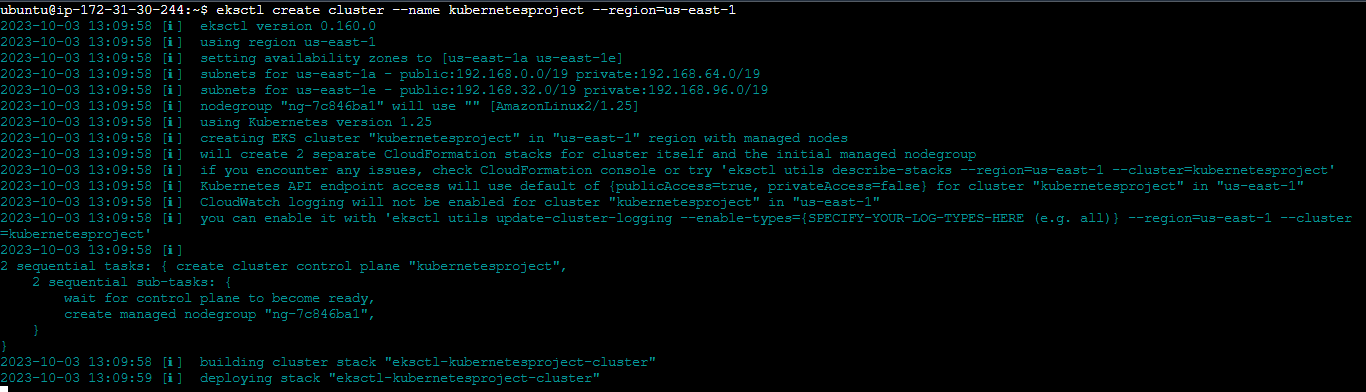 ubuntu@ip-172-31-30-244:~$ eksctl create cluster --name kubernetesproject --region=us-east-1
2023-10-03 13:09:58 [ℹ]  eksctl version 0.160.0
2023-10-03 13:09:58 [ℹ]  using region us-east-1
2023-10-03 13:09:58 [ℹ]  setting availability zones to [us-east-1a us-east-1e]
2023-10-03 13:09:58 [ℹ]  subnets for us-east-1a - public:192.168.0.0/19 private:192.168.64.0/19
2023-10-03 13:09:58 [ℹ]  subnets for us-east-1e - public:192.168.32.0/19 private:192.168.96.0/19
2023-10-03 13:09:58 [ℹ]  nodegroup "ng-7c846ba1" will use "" [AmazonLinux2/1.25]
2023-10-03 13:09:58 [ℹ]  using Kubernetes version 1.25
2023-10-03 13:09:58 [ℹ]  creating EKS cluster "kubernetesproject" in "us-east-1" region with managed nodes
2023-10-03 13:09:58 [ℹ]  will create 2 separate CloudFormation stacks for cluster itself and the initial managed nodegroup
2023-10-03 13:09:58 [ℹ]  if you encounter any issues, check CloudFormation console or try 'eksctl utils describe-stacks --region=us-east-1 --cluster=kubernetesproject'
2023-10-03 13:09:58 [ℹ]  Kubernetes API endpoint access will use default of {publicAccess=true, privateAccess=false} for cluster "kubernetesproject" in "us-east-1"
2023-10-03 13:09:58 [ℹ]  CloudWatch logging will not be enabled for cluster "kubernetesproject" in "us-east-1"
2023-10-03 13:09:58 [ℹ]  you can enable it with 'eksctl utils update-cluster-logging --enable-types={SPECIFY-YOUR-LOG-TYPES-HERE (e.g. all)} --region=us-east-1 --cluster
=kubernetesproject'
2023-10-03 13:09:58 [ℹ]
2 sequential tasks: { create cluster control plane "kubernetesproject",
    2 sequential sub-tasks: {
        wait for control plane to become ready,
        create managed nodegroup "ng-7c846ba1",
    }
}
2023-10-03 13:09:58 [ℹ]  building cluster stack "eksctl-kubernetesproject-cluster"
2023-10-03 13:09:59 [ℹ]  deploying stack "eksctl-kubernetesproject-cluster"